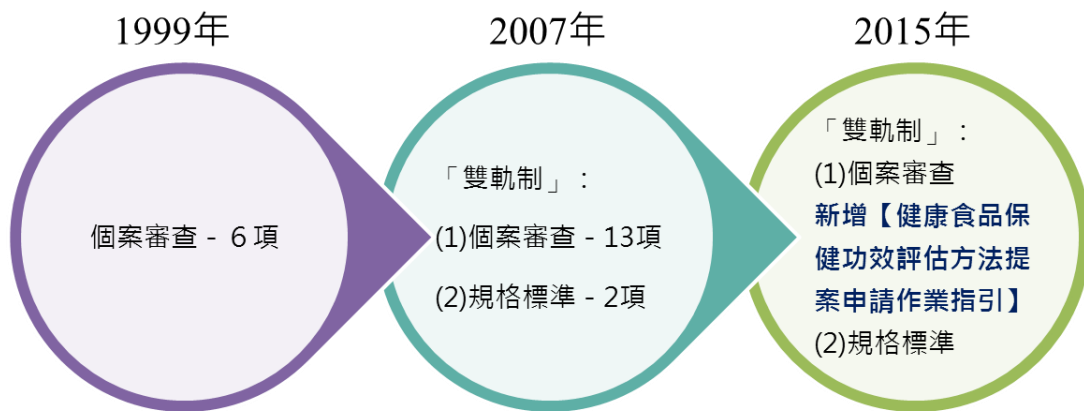 1999年
個案審查 - 6項
2007年
「雙軌制」:
(1)個案審查 - 13項
(2)規格標準 - 2項
2015年
「雙軌制」:
(1)個案審查
新增【健康食品保
健功效評估方法提
案申請作業指引】
(2)規格標準